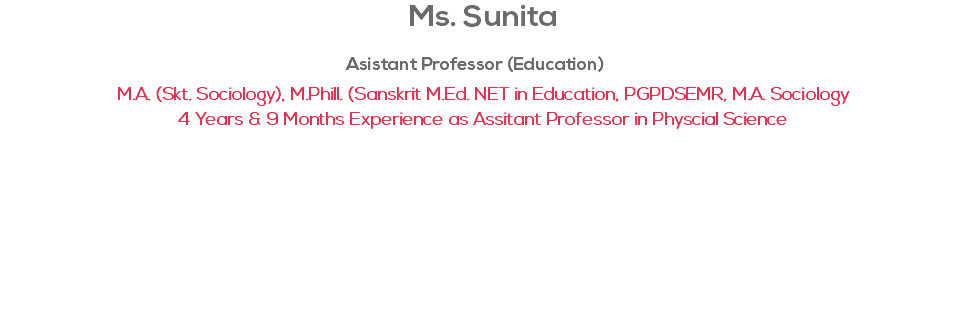 Ms. Sunita
Asistant Professor (Education)
M.A. (Skt. Sociology), M.Phill. (Sanskrit M.Ed. NET in Education, PGPDSEMR, M.A. Sociology
4 Years & 9 Months Experience as Assitant Professor in Physcial Science